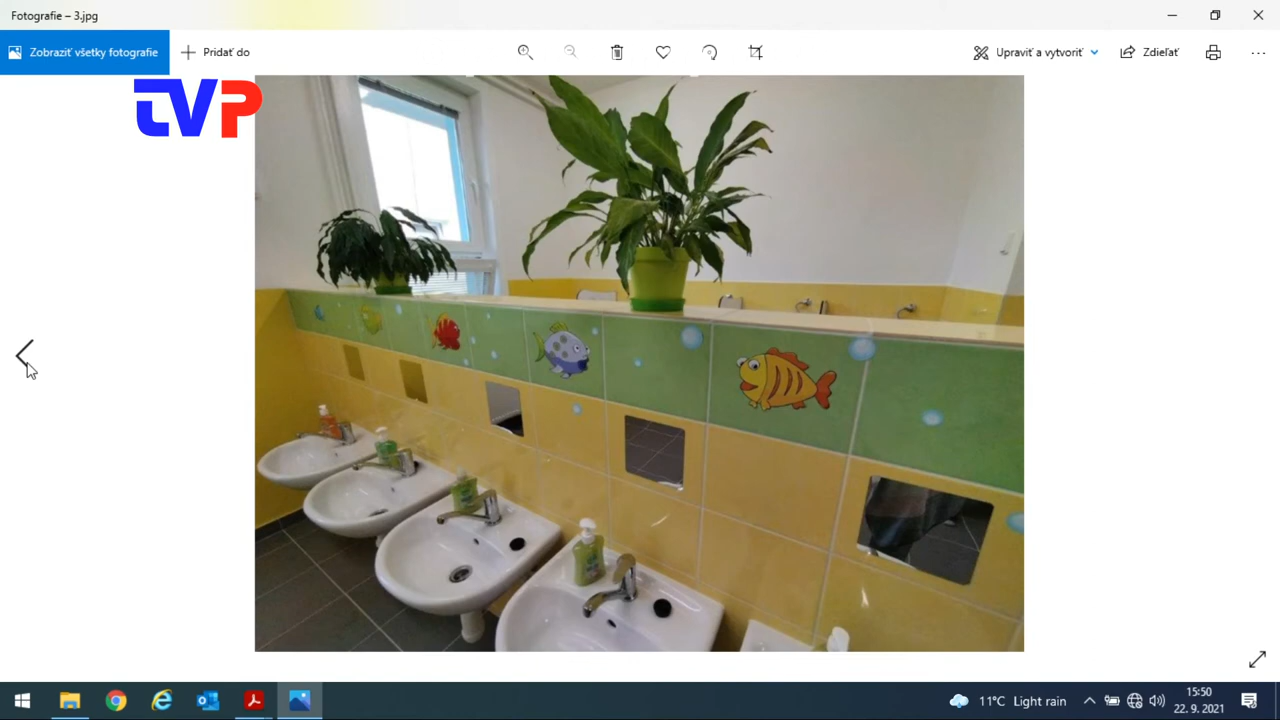 Fotografie – 3.jpg
Zobraziť všetky fotografie
Pridať do
Upraviť a vytvoriť
Zdieľať
TVP
11°C Light rain
15:50
22. 9. 2021